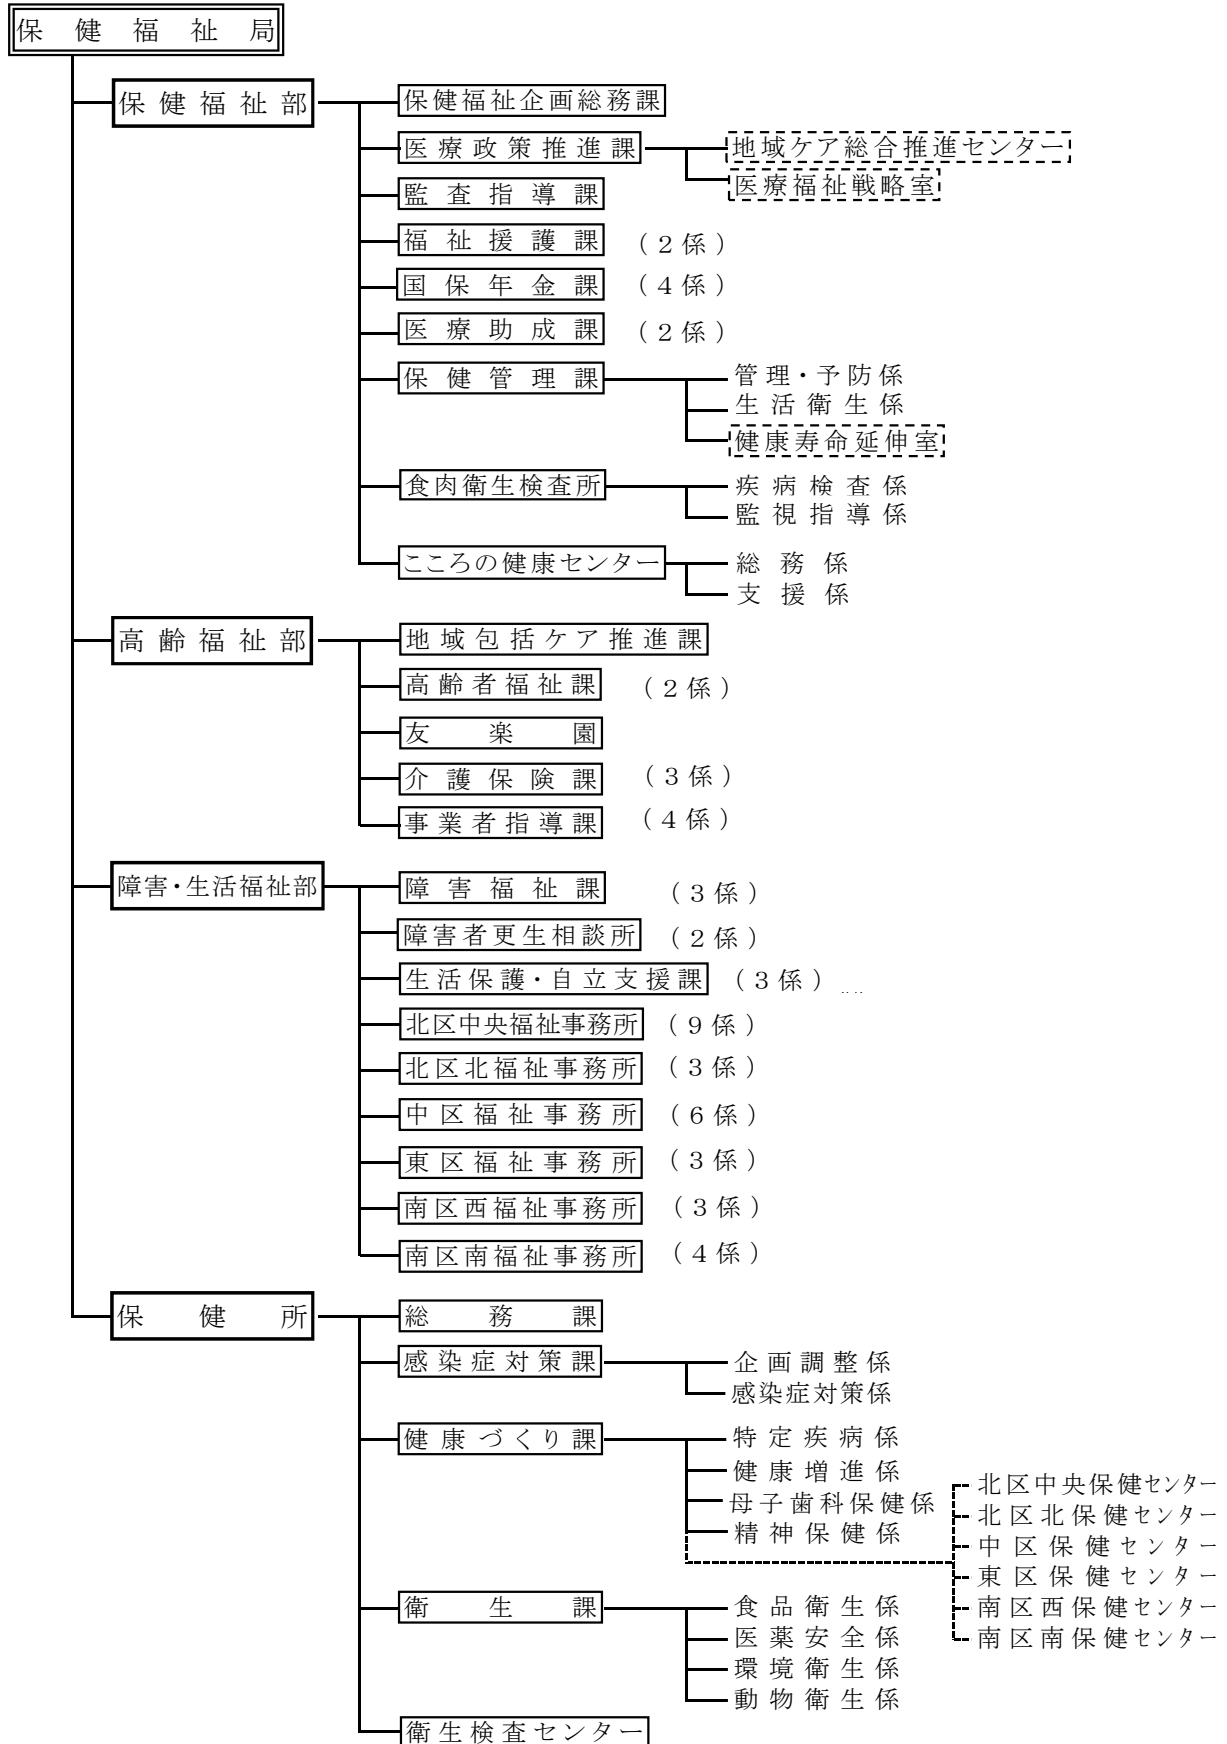 保健福祉局
保健福祉部
保健福祉企画総務課
医療政策推進課
地域ケア総合推進センター
医療福祉戦略室
監査指導課
福祉援護課 (2係)
国保年金課 (4係)
医療助成課 (2係)
保健管理課
管理・予防係
生活衛生係
健康寿命延伸室
食肉衛生検査所
疾病検査係
監視指導係
こころの健康センター
総務係
支援係
高齢福祉部
地域包括ケア推進課
高齢者福祉課 (2係)
友楽園
介護保険課 (3係)
事業者指導課 (4係)
障害・生活福祉部
障害福祉課 (3係)
障害者更生相談所 (2係)
生活保護・自立支援課 (3係)
北区中央福祉事務所 (9係)
北区北福祉事務所 (3係)
中区福祉事務所 (6係)
東区福祉事務所 (3係)
南区西福祉事務所 (3係)
南区南福祉事務所 (4係)
保健所
総務課
感染症対策課
企画調整係
感染症対策係
健康づくり課
特定疾病係
健康増進係
母子歯科保健係
精神保健係
北区中央保健センター
北区北保健センター
中区保健センター
東区保健センター
南区西保健センター
南区南保健センター
衛生課
食品衛生係
医薬安全係
環境衛生係
動物衛生係
衛生検査センター